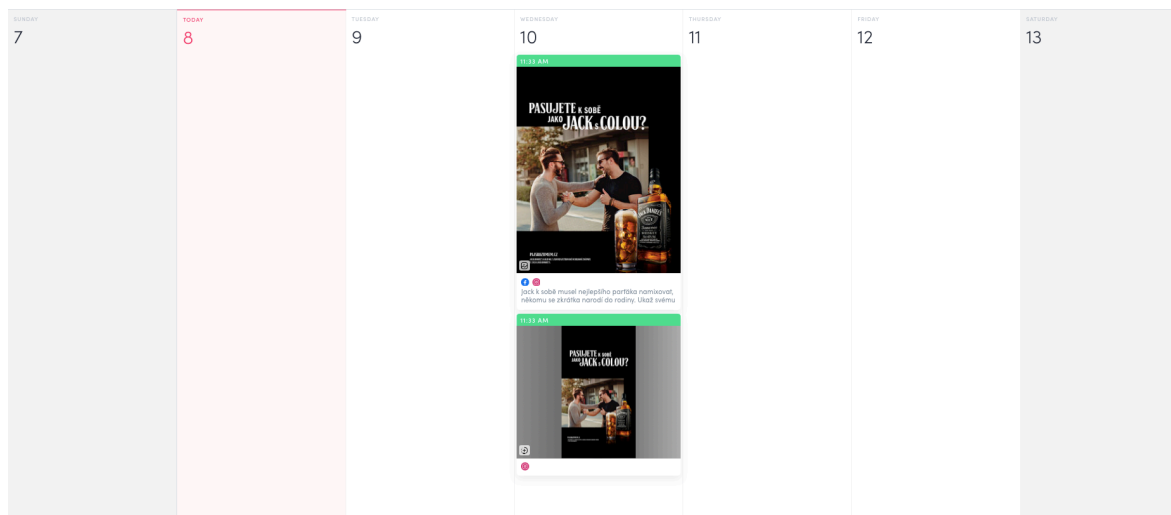 SUNDAY
7
TODAY
8
TUESDAY
9
WEDNESDAY
10
THURSDAY
11
FRIDAY
12
SATURDAY
13
11:33 AM
PASUJETE K SOBĚ
JAKO JACK S COLOU?
JACK DANIEL'S
Jack k sobě musel nejlepšího parťáka namixovat,
někomu se zkrátka narodí do rodiny. Ukaž svému
11:33 AM
PASUJETE K SOBĚ
JAKO JACK S COLOU?